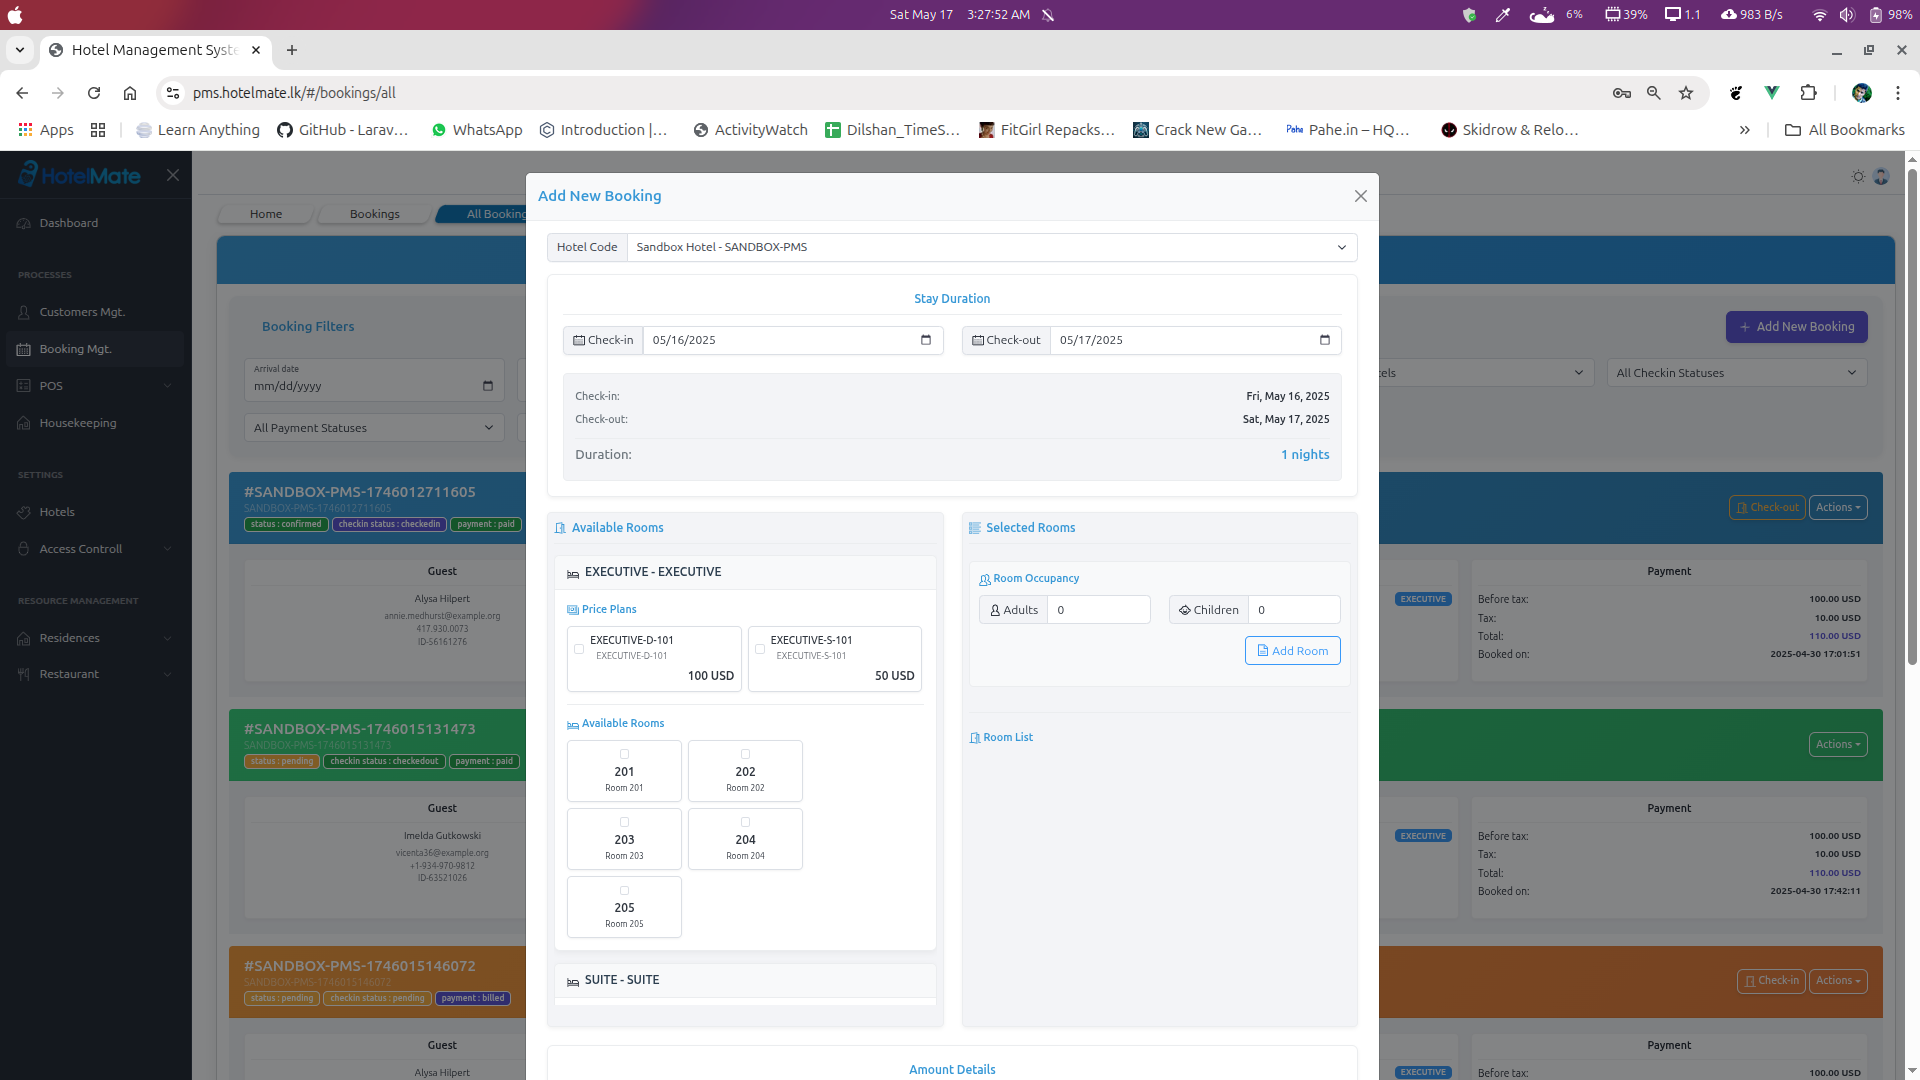 Sat May 17 3:27:52 AM
6% 39% 1.1 983 B/s 98%
Hotel Management Syste
pms.hotelmate.lk/#/bookings/all
Apps Learn Anything GitHub - Larav… WhatsApp Introduction |… ActivityWatch Dilshan_TimeS… FitGirl Repacks… Crack New Ga… Pahe Pahe.in – HQ… Skidrow & Relo… All Bookmarks
HotelMate
Dashboard
PROCESSES
Customers Mgt.
Booking Mgt.
POS
Housekeeping
SETTINGS
Hotels
Access Controll
RESOURCE MANAGEMENT
Residences
Restaurant
Home Bookings All Booking
Booking Filters
Add New Booking
Arrival date
mm/dd/yyyy
All Payment Statuses
tels
All Checkin Statuses
#SANDBOX-PMS-1746012711605
SANDBOX-PMS-1746012711605
status : confirmed checkin status : checkedin payment : paid
Check-out Actions
Guest
Alysa Hilpert
annie.medhurst@example.org
417.930.0073
ID-56161276
EXECUTIVE
Payment
Before tax: 100.00 USD
Tax: 10.00 USD
Total: 110.00 USD
Booked on: 2025-04-30 17:01:51
#SANDBOX-PMS-1746015131473
SANDBOX-PMS-1746015131473
status : pending checkin status : checkedout payment : paid
Actions
Guest
Imelda Gutkowski
vicenta36@example.org
+1-934-970-9812
ID-63521026
EXECUTIVE
Payment
Before tax: 100.00 USD
Tax: 10.00 USD
Total: 110.00 USD
Booked on: 2025-04-30 17:42:11
#SANDBOX-PMS-1746015146072
SANDBOX-PMS-1746015146072
status : pending checkin status : pending payment : billed
Check-in Actions
Guest
Alysa Hilpert
EXECUTIVE
Payment
Before tax: 100.00 USD
Add New Booking
Hotel Code Sandbox Hotel - SANDBOX-PMS
Stay Duration
Check-in 05/16/2025 Check-out 05/17/2025
Check-in: Fri, May 16, 2025
Check-out: Sat, May 17, 2025
Duration: 1 nights
Available Rooms
EXECUTIVE - EXECUTIVE
Price Plans
EXECUTIVE-D-101
EXECUTIVE-D-101
100 USD
EXECUTIVE-S-101
EXECUTIVE-S-101
50 USD
Available Rooms
201
Room 201
202
Room 202
203
Room 203
204
Room 204
205
Room 205
SUITE - SUITE
Selected Rooms
Room Occupancy
Adults 0 Children 0
Add Room
Room List
Amount Details